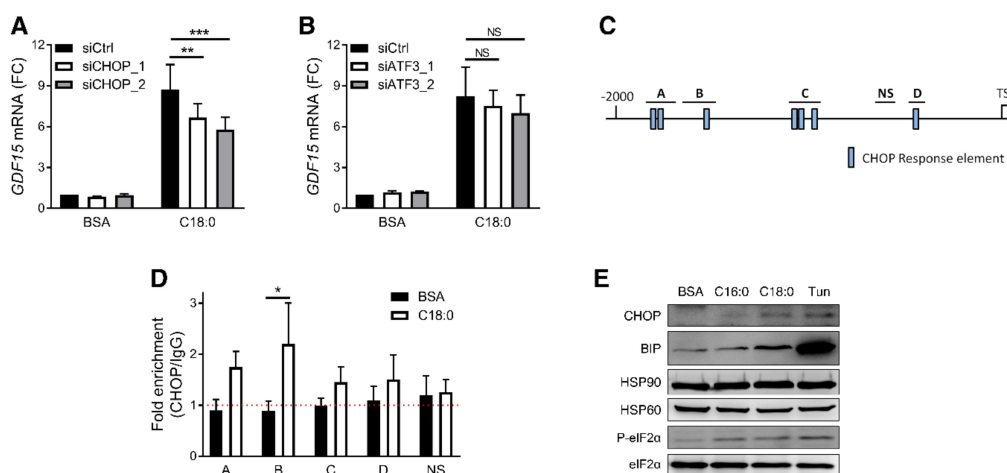 A
GDF15 mRNA (FC)
12
9
6
3
0
siCtrl
siCHOP_1
siCHOP_2
***
**
BSA
C18:0
B
GDF15 mRNA (FC)
12
9
6
3
0
siCtrl
siATF3_1
siATF3_2
NS
NS
BSA
C18:0
C
-2000
A
B
C
NS
D
TS
CHOP Response element
D
Fold enrichment
(CHOP/IgG)
3
2
1
0
*
BSA
C18:0
A
B
C
D
NS
E
BSA C16:0 C18:0 Tun
CHOP
BIP
HSP90
HSP60
P-eIF2α
eIF2α